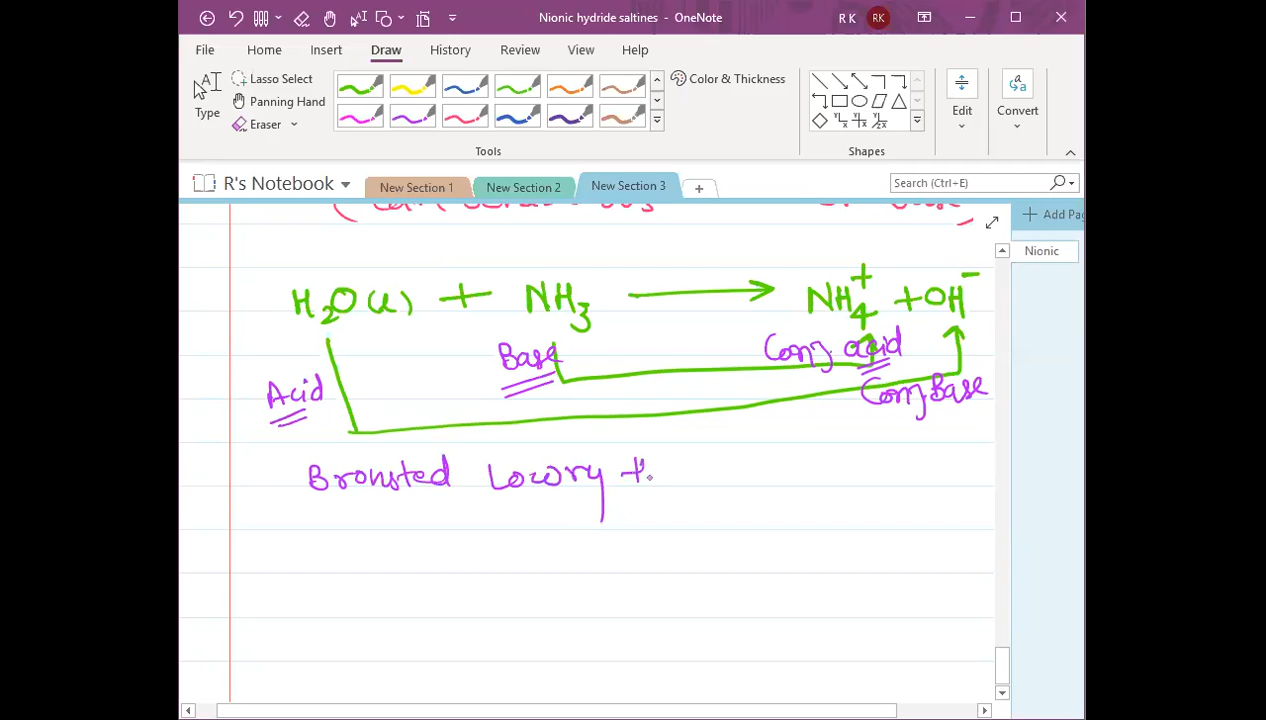 Nionic hydride saltines - OneNote
R K RK
File Home Insert Draw History Review View Help
Type
Lasso Select
Panning Hand
Eraser
Color & Thickness
Edit
Convert
Tools
Shapes
R's Notebook
New Section 1
New Section 2
New Section 3
Search (Ctrl+E)
Add Pag
Nionic
H₂O(l) + NH₃ → NH₄⁺ + OH⁻
Base
Conj acid
Acid
Conj Base
Bronsted Lowry